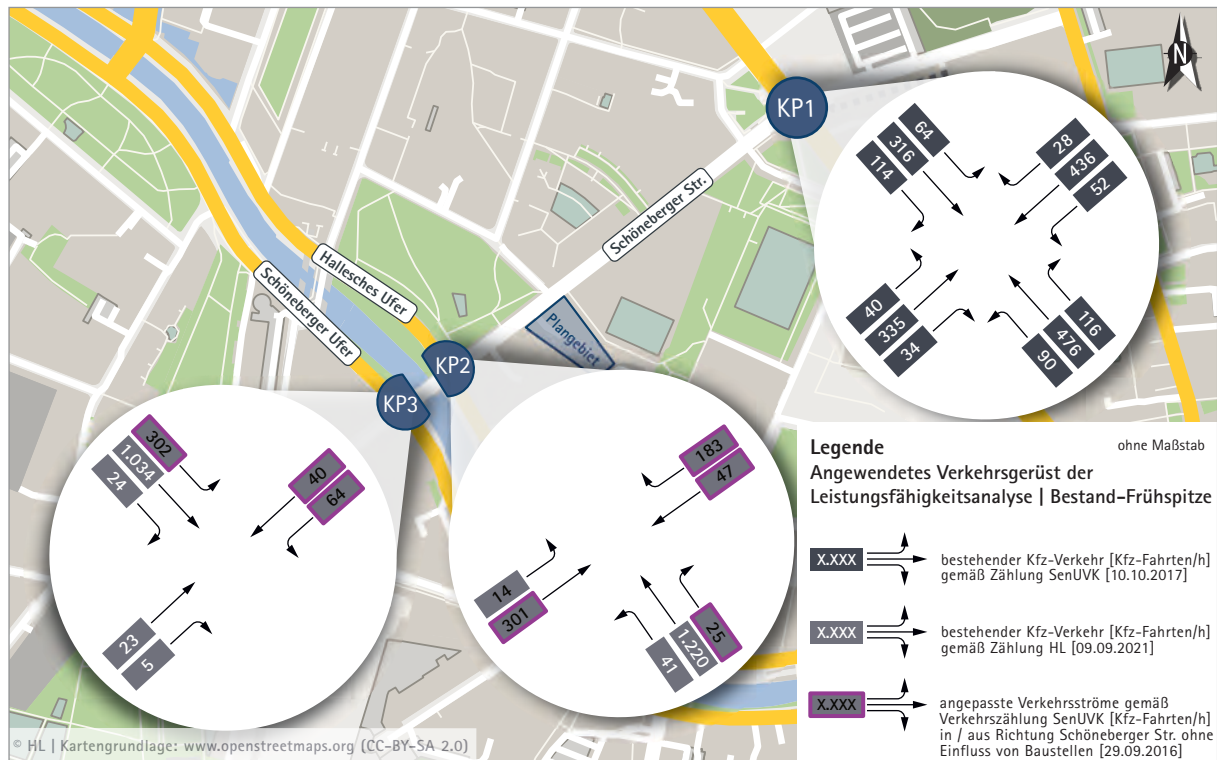 N
KP1
64
316
114
28
436
52
40
335
34
116
476
90
Schöneberger Str.
Hallesches Ufer
Schöneberger Ufer
Plangebiet
KP2
KP3
302
1.034
24
40
64
23
5
183
47
14
301
25
1.220
41
Legende
ohne Maßstab
Angewendetes Verkehrsgerüst der
Leistungsfähigkeitsanalyse | Bestand-Frühspitze
X.XXX
bestehender Kfz-Verkehr [Kfz-Fahrten/h]
gemäß Zählung SenUVK [10.10.2017]
X.XXX
bestehender Kfz-Verkehr [Kfz-Fahrten/h]
gemäß Zählung HL [09.09.2021]
X.XXX
angepasste Verkehrsströme gemäß
Verkehrszählung SenUVK [Kfz-Fahrten/h]
in / aus Richtung Schöneberger Str. ohne
Einfluss von Baustellen [29.09.2016]
© HL | Kartengrundlage: www.openstreetmaps.org (CC-BY-SA 2.0)